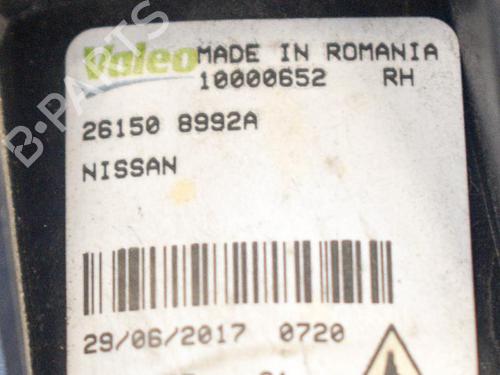 Valeo MADE IN ROMANIA
10000652 RH
26150 8992A
NISSAN
29/06/2017 0720
B-PARTS